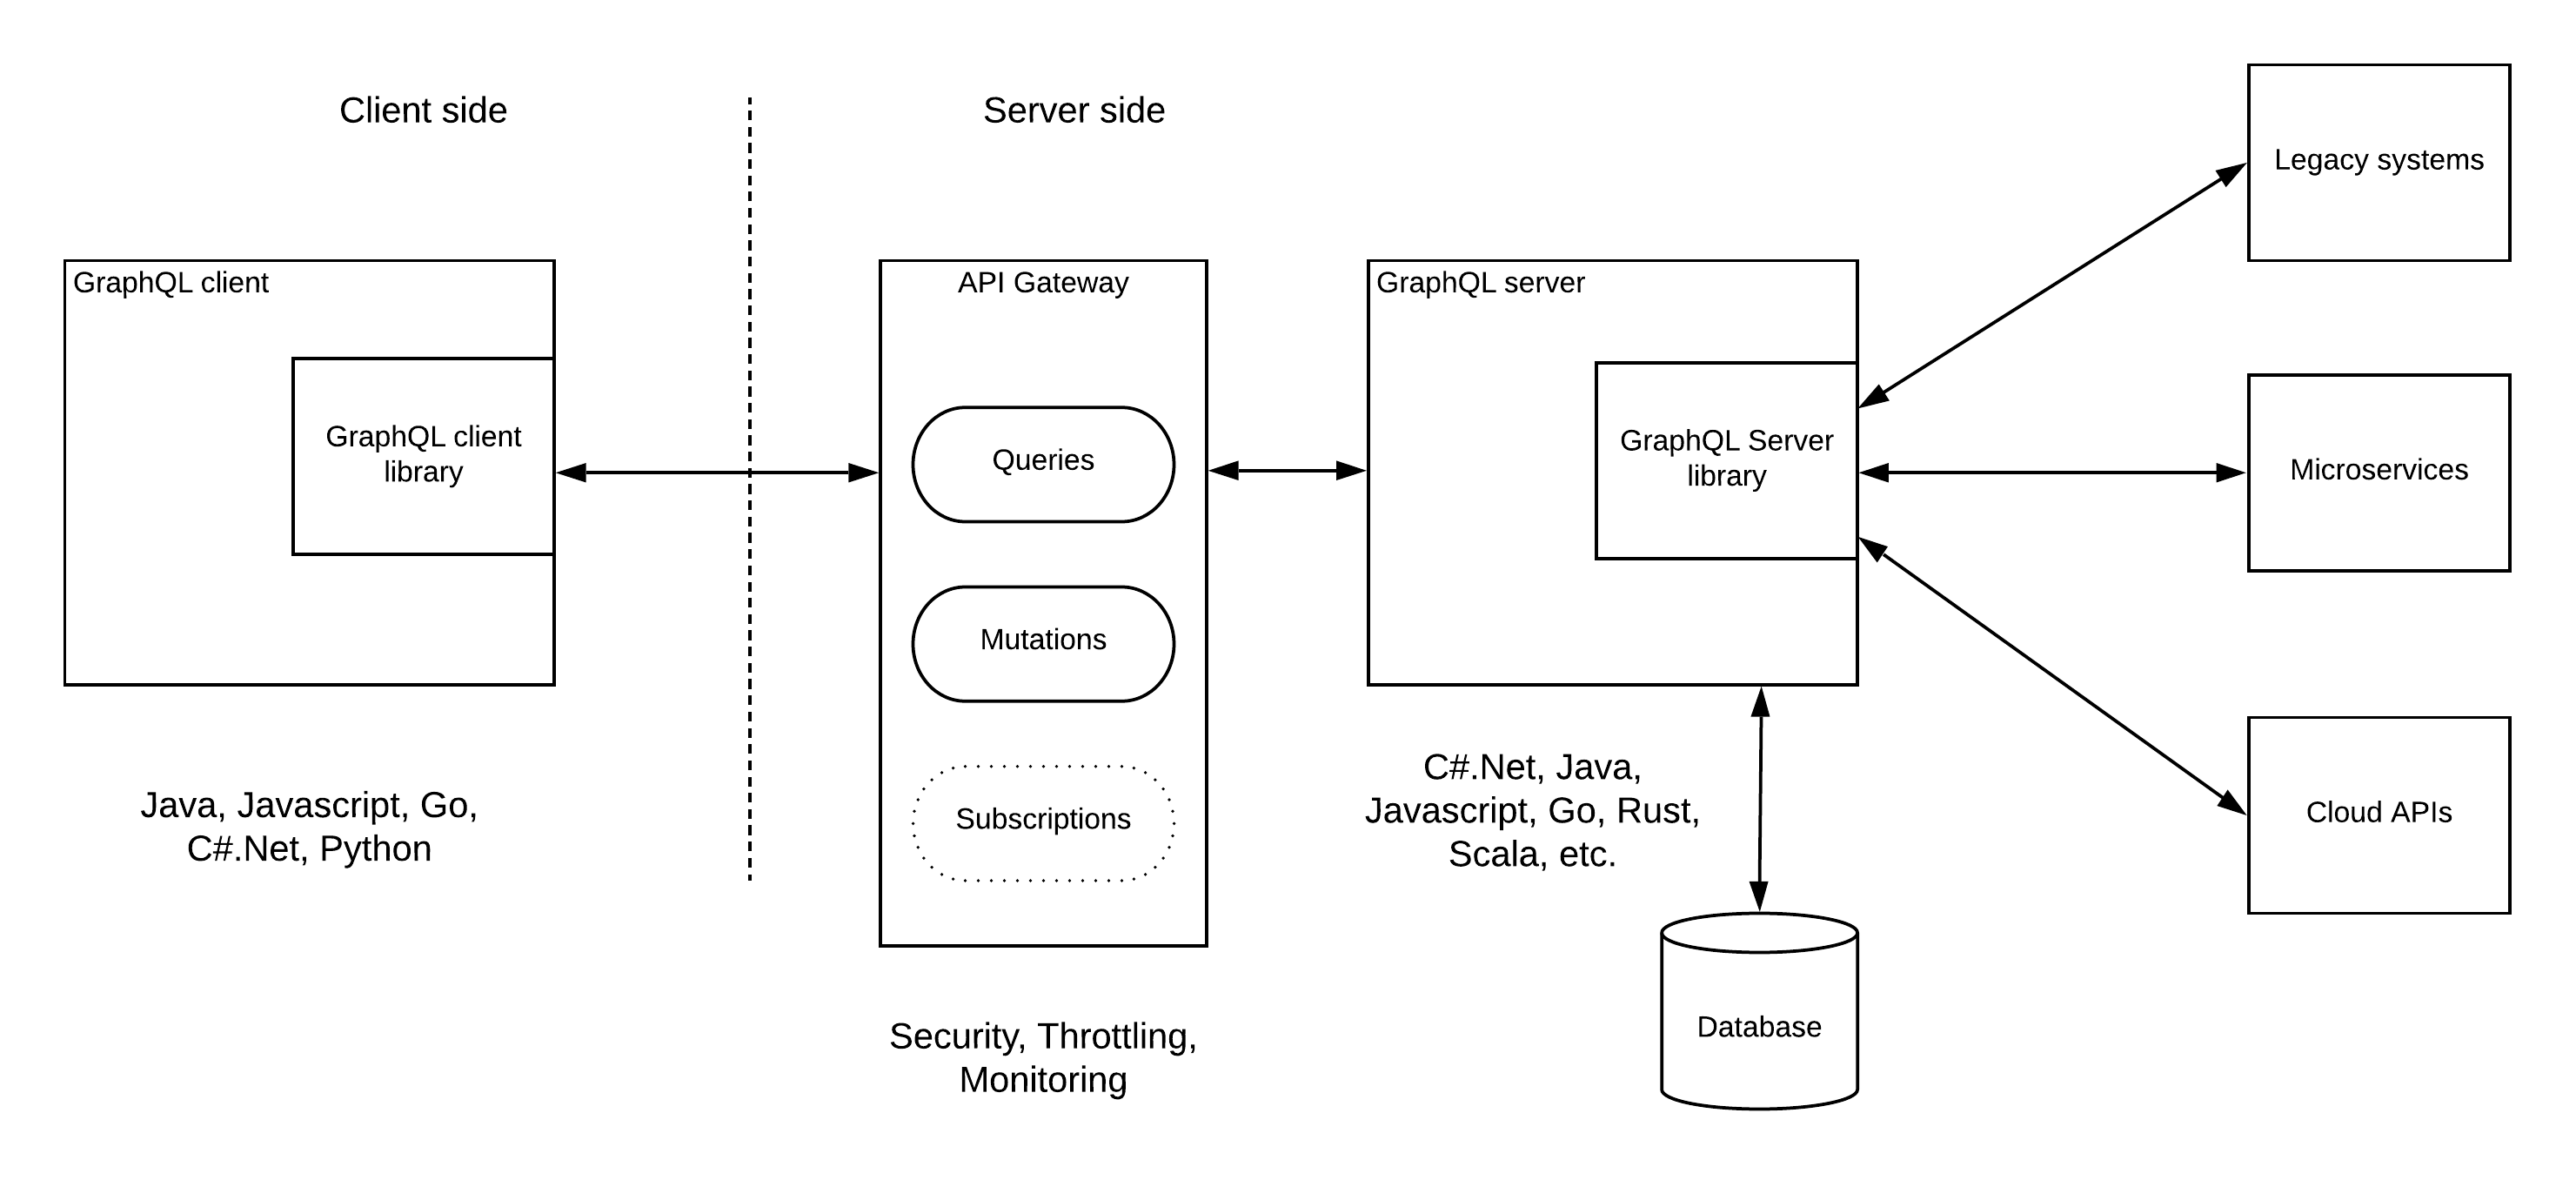 Client side
Server side
GraphQL client
GraphQL client
library
Java, Javascript, Go,
C#.Net, Python
API Gateway
Queries
Mutations
Subscriptions
Security, Throttling,
Monitoring
GraphQL server
GraphQL Server
library
C#.Net, Java,
Javascript, Go, Rust,
Scala, etc.
Database
Legacy systems
Microservices
Cloud APIs